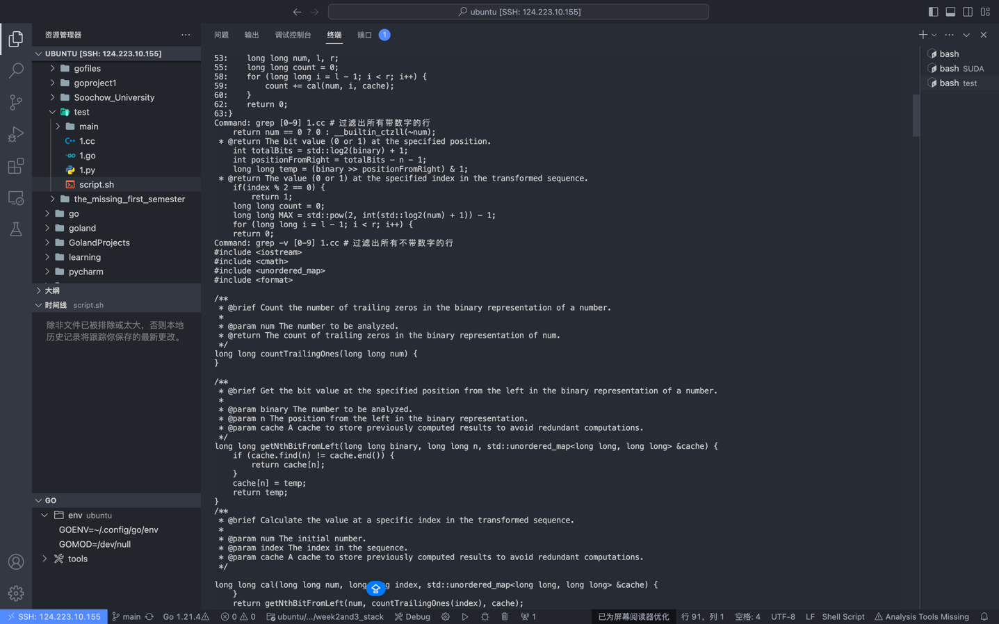 ubuntu [SSH: 124.223.10.155]
资源管理器
UBUNTU [SSH: 124.223.10.155]
gofiles
goproject1
Soochow_University
test
main
1.cc
1.go
1.py
script.sh
the_missing_first_semester
go
goland
GolandProjects
learning
pycharm
大纲
时间线 script.sh
除非文件已被排除或太大，否则本地
历史记录将跟踪你保存的最新更改。
GO
env ubuntu
GOENV=~/.config/go/env
GOMOD=/dev/null
tools
问题 输出 调试控制台 终端 端口 1
53:    long long num, l, r;
55:    long long count = 0;
58:    for (long long i = l - 1; i < r; i++) {
59:        count += cal(num, i, cache);
60:    }
62:    return 0;
63:}
Command: grep [0-9] 1.cc # 过滤出所有带数字的行
    return num == 0 ? 0 : __builtin_ctzll(~num);
 * @return The bit value (0 or 1) at the specified position.
    int totalBits = std::log2(binary) + 1;
    int positionFromRight = totalBits - n - 1;
    long long temp = (binary >> positionFromRight) & 1;
 * @return The value (0 or 1) at the specified index in the transformed sequence.
    if(index % 2 == 0) {
        return 1;
    long long count = 0;
    long long MAX = std::pow(2, int(std::log2(num) + 1)) - 1;
    for (long long i = l - 1; i < r; i++) {
    return 0;
Command: grep -v [0-9] 1.cc # 过滤出所有不带数字的行
#include <iostream>
#include <cmath>
#include <unordered_map>
#include <format>
/**
 * @brief Count the number of trailing zeros in the binary representation of a number.
 *
 * @param num The number to be analyzed.
 * @return The count of trailing zeros in the binary representation of num.
 */
long long countTrailingOnes(long long num) {
}
/**
 * @brief Get the bit value at the specified position from the left in the binary representation of a number.
 *
 * @param binary The number to be analyzed.
 * @param n The position from the left in the binary representation.
 * @param cache A cache to store previously computed results to avoid redundant computations.
 */
long long getNthBitFromLeft(long long binary, long long n, std::unordered_map<long long, long long> &cache) {
    if (cache.find(n) != cache.end()) {
        return cache[n];
    }
    cache[n] = temp;
    return temp;
}
/**
 * @brief Calculate the value at a specific index in the transformed sequence.
 *
 * @param num The initial number.
 * @param index The index in the sequence.
 * @param cache A cache to store previously computed results to avoid redundant computations.
 */
long long cal(long long num, long index, std::unordered_map<long long, long long> &cache) {
    }
    return getNthBitFromLeft(num, countTrailingOnes(index), cache);
bash
bash SUDA
bash test
SSH: 124.223.10.155 main Go 1.21.4 0 0 ubuntu/.../week2and3_stack Debug 1 已为屏幕阅读器优化 行 91，列 1 空格: 4 UTF-8 LF Shell Script Analysis Tools Missing